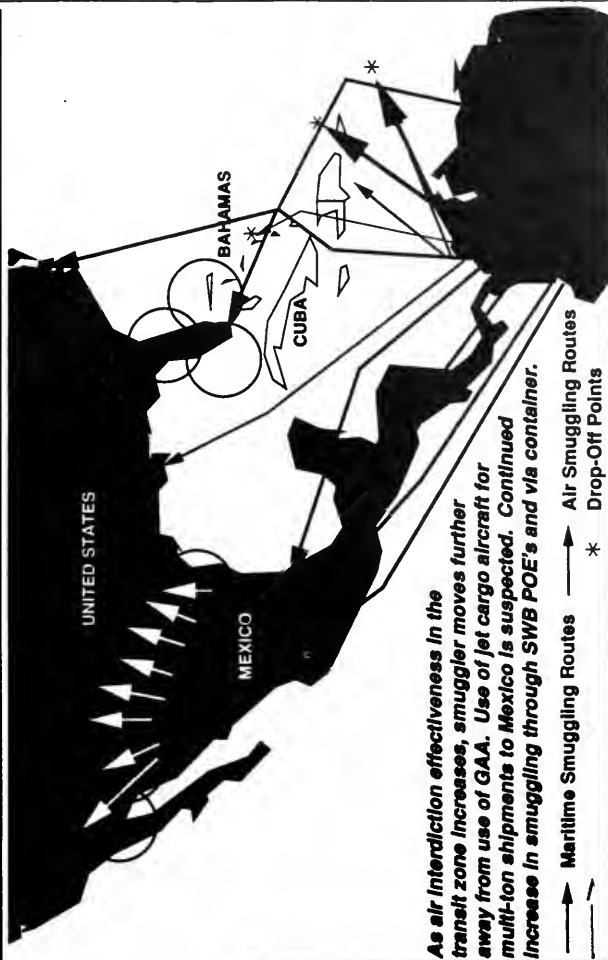 UNITED STATES
MEXICO
BAHAMAS
CUBA
As air interdiction effectiveness in the
transit zone increases, smuggler moves further
away from use of GAA. Use of jet cargo aircraft for
multi-ton shipments to Mexico is suspected. Continued
increase in smuggling through SWB POE's and via container.
Maritime Smuggling Routes
Air Smuggling Routes
* Drop-Off Points